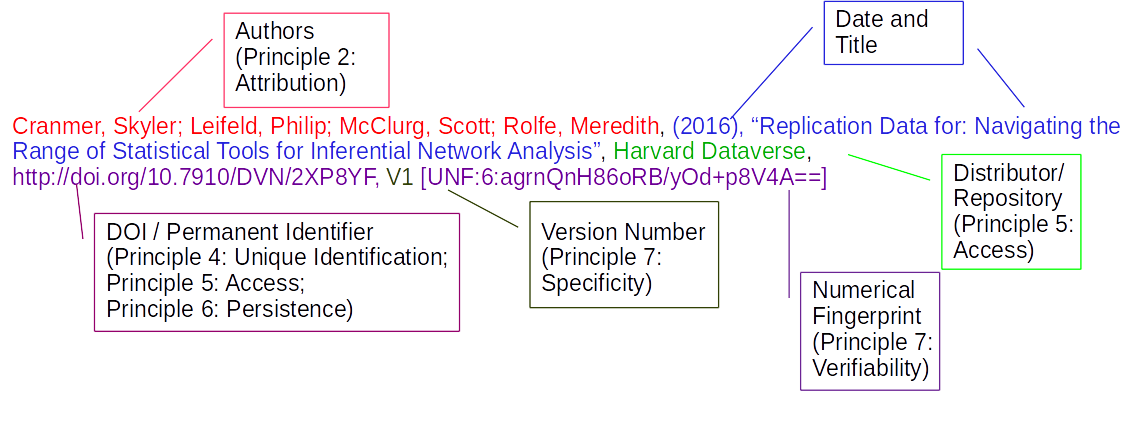 Authors
(Principle 2:
Attribution)
Date and
Title
Cranmer, Skyler; Leifeld, Philip; McClurg, Scott; Rolfe, Meredith, (2016), “Replication Data for: Navigating the
Range of Statistical Tools for Inferential Network Analysis”, Harvard Dataverse,
http://doi.org/10.7910/DVN/2XP8YF, V1 [UNF:6:agrnQnH86oRB/yOd+p8V4A==]
DOI / Permanent Identifier
(Principle 4: Unique Identification;
Principle 5: Access;
Principle 6: Persistence)
Version Number
(Principle 7:
Specificity)
Distributor/
Repository
(Principle 5:
Access)
Numerical
Fingerprint
(Principle 7:
Verifiability)